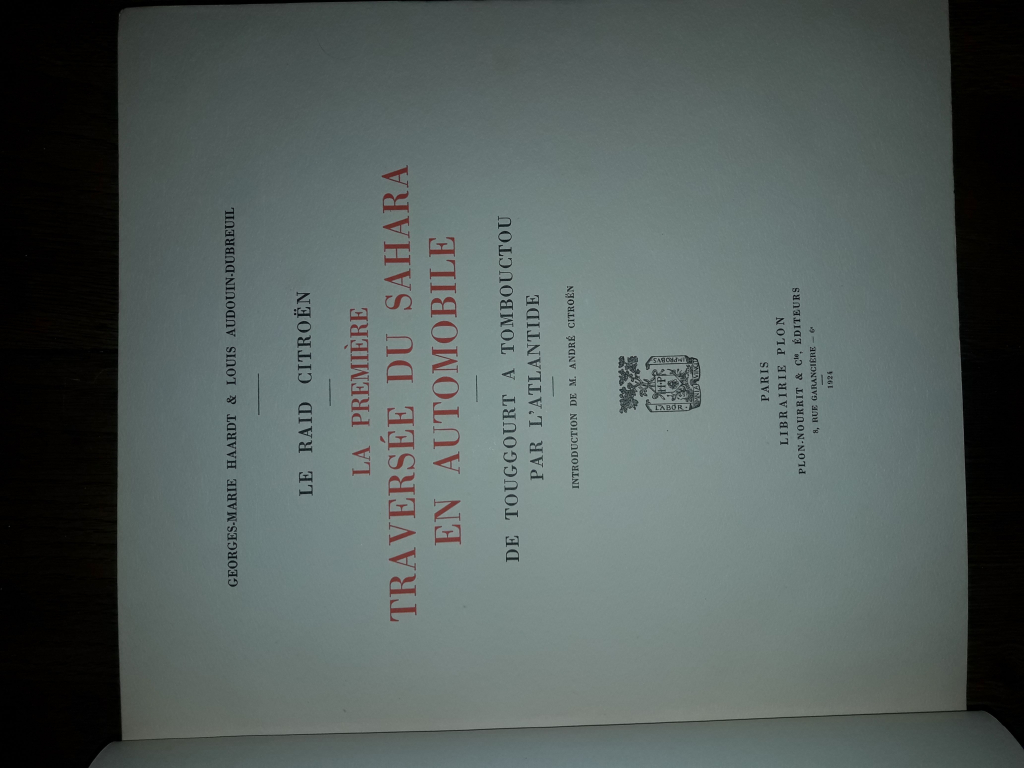 GEORGES-MARIE HAARDT & LOUIS AUDOUIN-DUBREUIL
LE RAID CITROËN
LA PREMIÈRE
TRAVERSÉE DU SAHARA
EN AUTOMOBILE
DE TOUGGOURT A TOMBOUCTOU
PAR L'ATLANTIDE
INTRODUCTION DE M. ANDRÉ CITROËN
LABOR
IMPROBVS
PARIS
LIBRAIRIE PLON
PLON-NOURRIT & Cie, ÉDITEURS
8, RUE GARANCIÈRE – 6e
1924